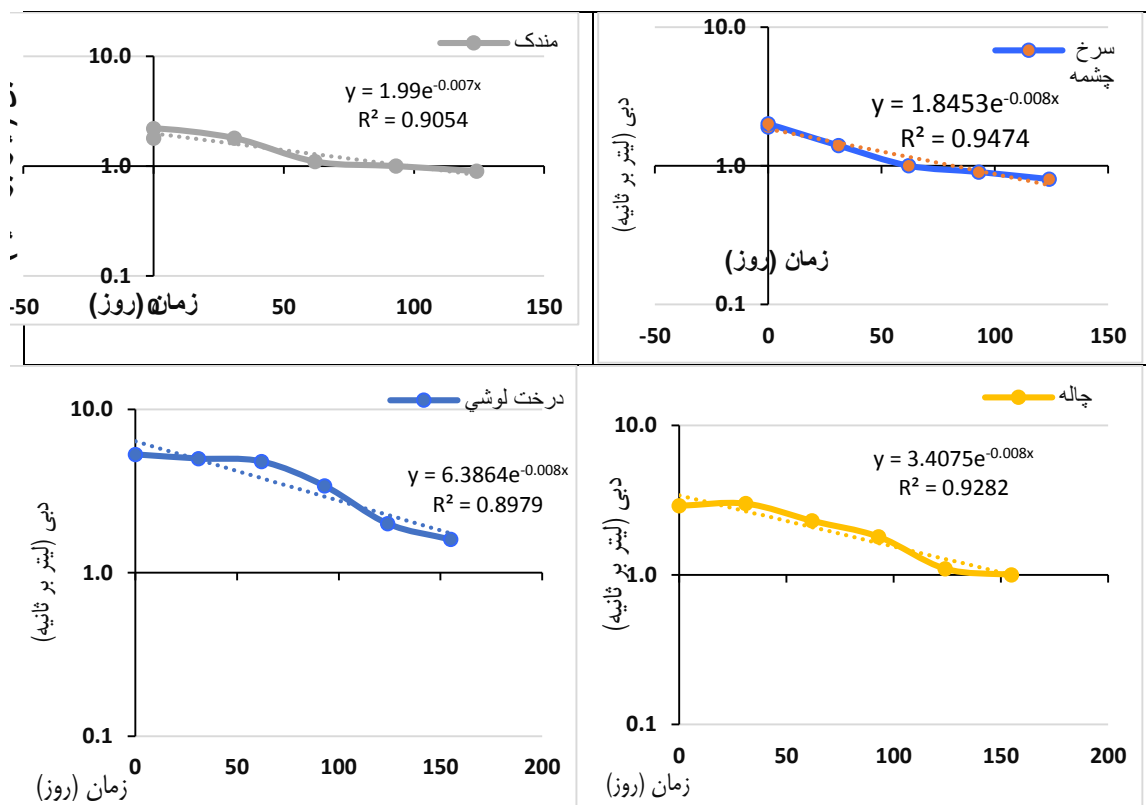 مندک
10.0
y = 1.99e^-0.007x
R² = 0.9054
1.0
0.1
-50
0
50
100
150
زمان (روز)
سرخ
چشمه
10.0
y = 1.8453e^-0.008x
R² = 0.9474
1.0
0.1
-50
0
50
100
150
دبی (لیتر بر ثانیه)
زمان (روز)
درخت لوشي
10.0
y = 6.3864e^-0.008x
R² = 0.8979
1.0
0.1
0
50
100
150
200
دبی (لیتر بر ثانیه)
زمان (روز)
چاله
10.0
y = 3.4075e^-0.008x
R² = 0.9282
1.0
0.1
0
50
100
150
200
دبی (لیتر بر ثانیه)
زمان (روز)